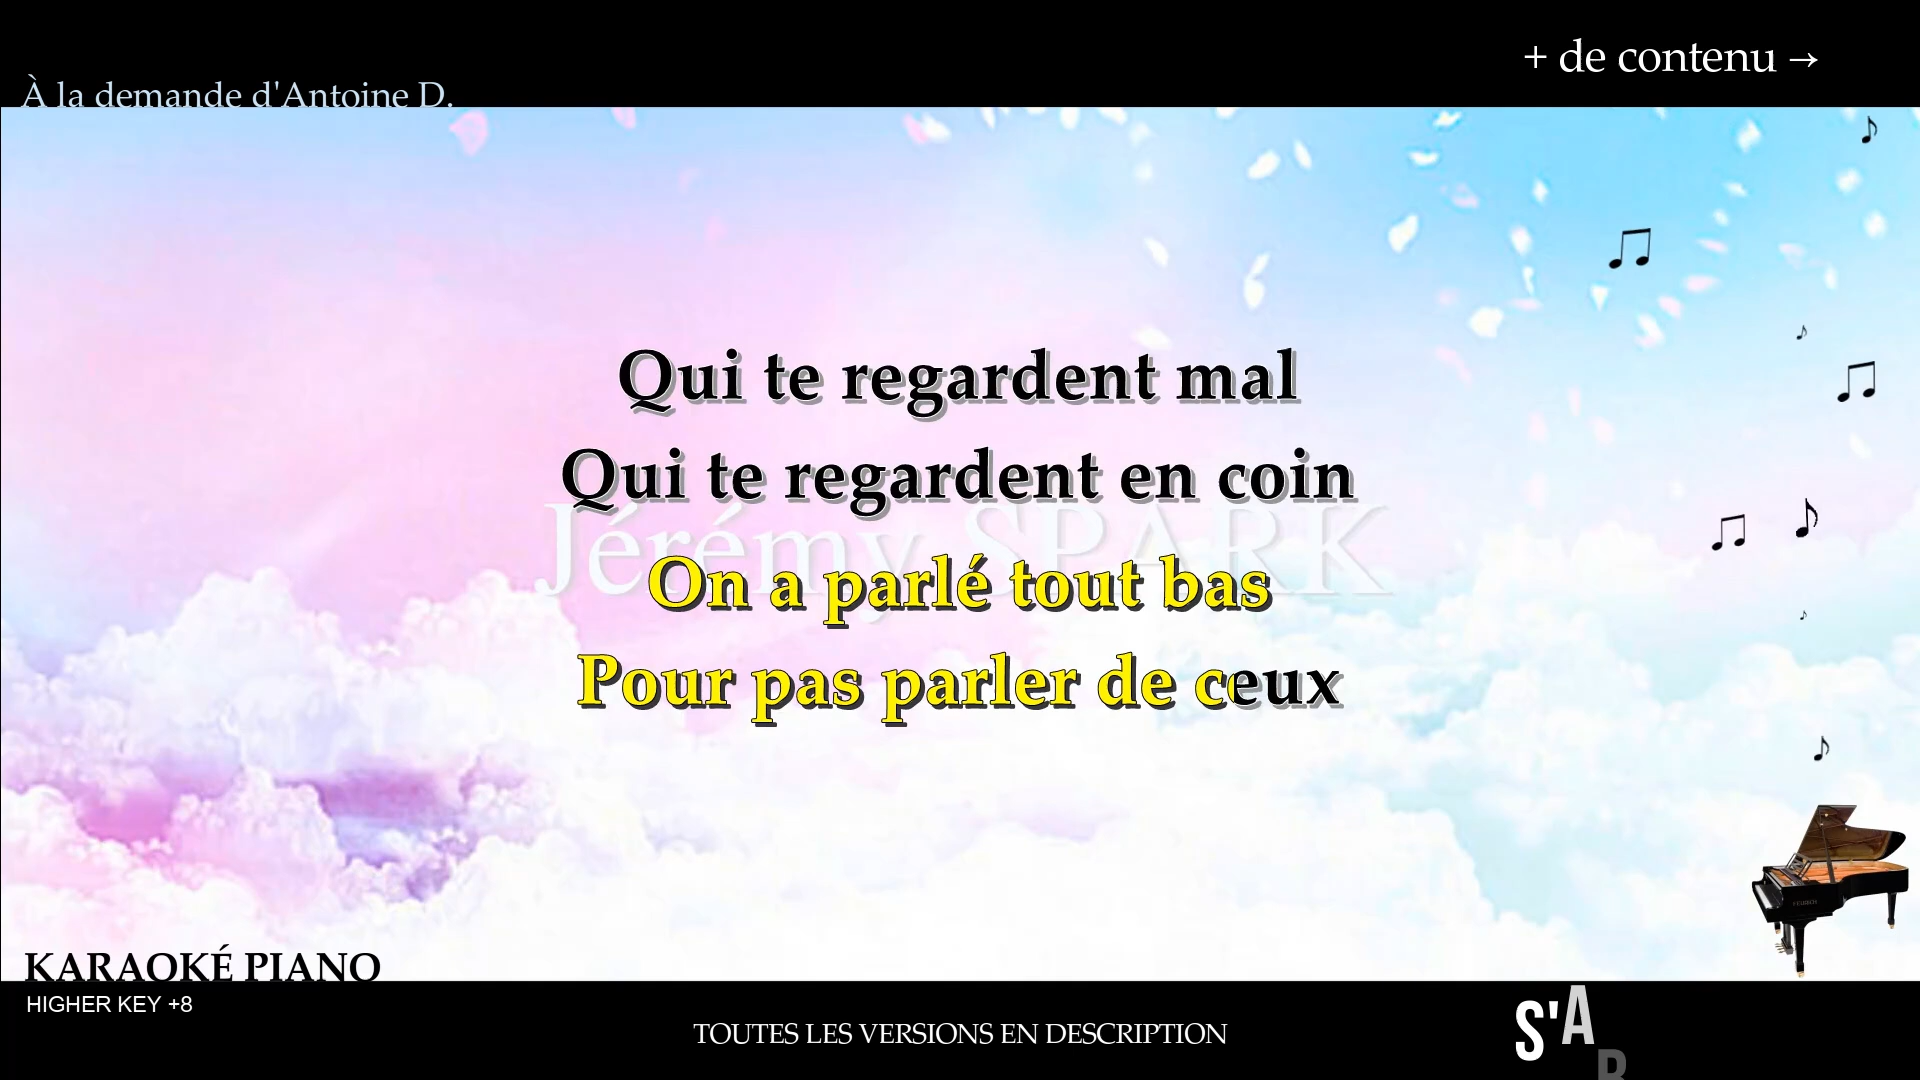 + de contenu →
À la demande d'Antoine D.
Qui te regardent mal
Qui te regardent en coin
Jérémy SPARK
On a parlé tout bas
Pour pas parler de ceux
KARAOKÉ PIANO
HIGHER KEY +8
TOUTES LES VERSIONS EN DESCRIPTION
S'A